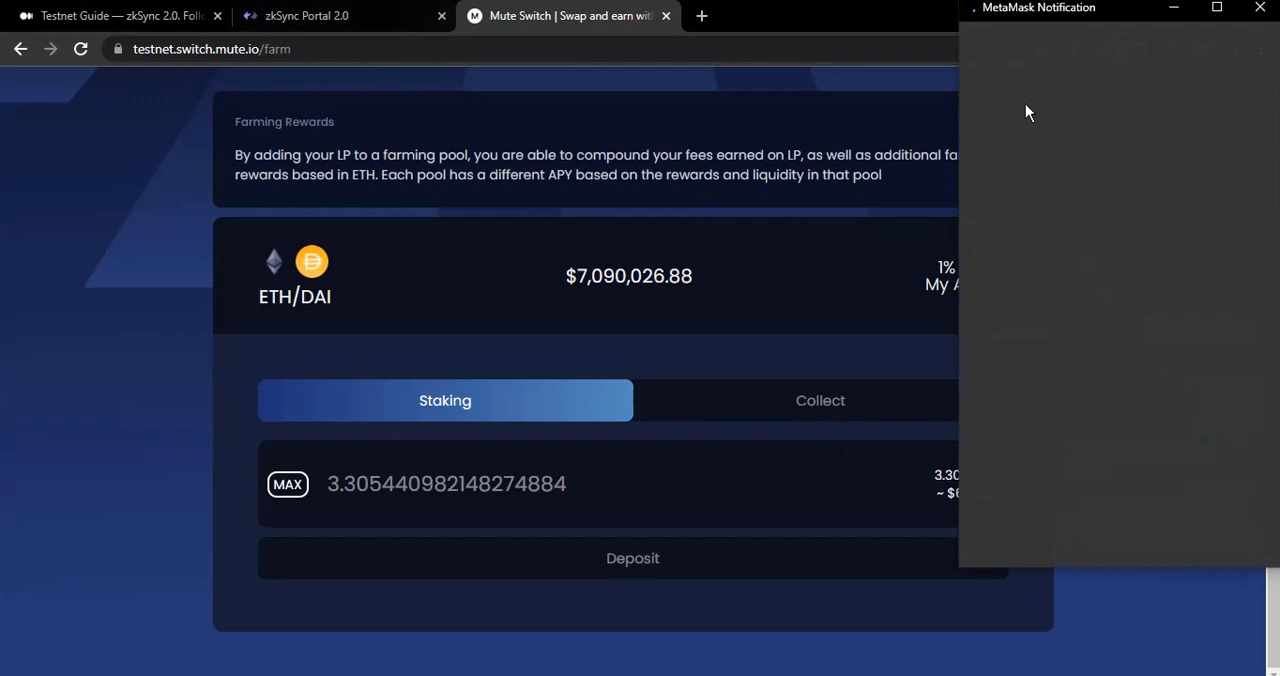 Testnet Guide — zkSync 2.0. Foll
zkSync Portal 2.0
Mute Switch | Swap and earn with
MetaMask Notification
testnet.switch.mute.io/farm
Farming Rewards
By adding your LP to a farming pool, you are able to compound your fees earned on LP, as well as additional fa
rewards based in ETH. Each pool has a different APY based on the rewards and liquidity in that pool
ETH/DAI
$7,090,026.88
1%
My A
Staking
Collect
MAX
3.305440982148274884
3.30
~ $6
Deposit